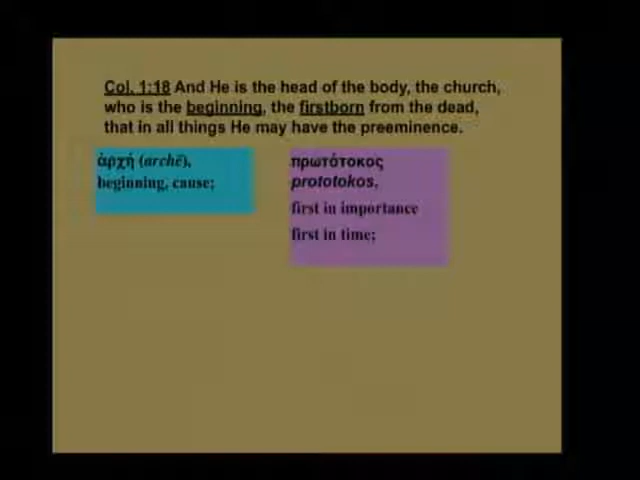 Col. 1:18 And He is the head of the body, the church,
who is the beginning, the firstborn from the dead,
that in all things He may have the preeminence.
ἀρχή (archē),
beginning, cause;
πρωτότοκος
prototokos,
first in importance
first in time;